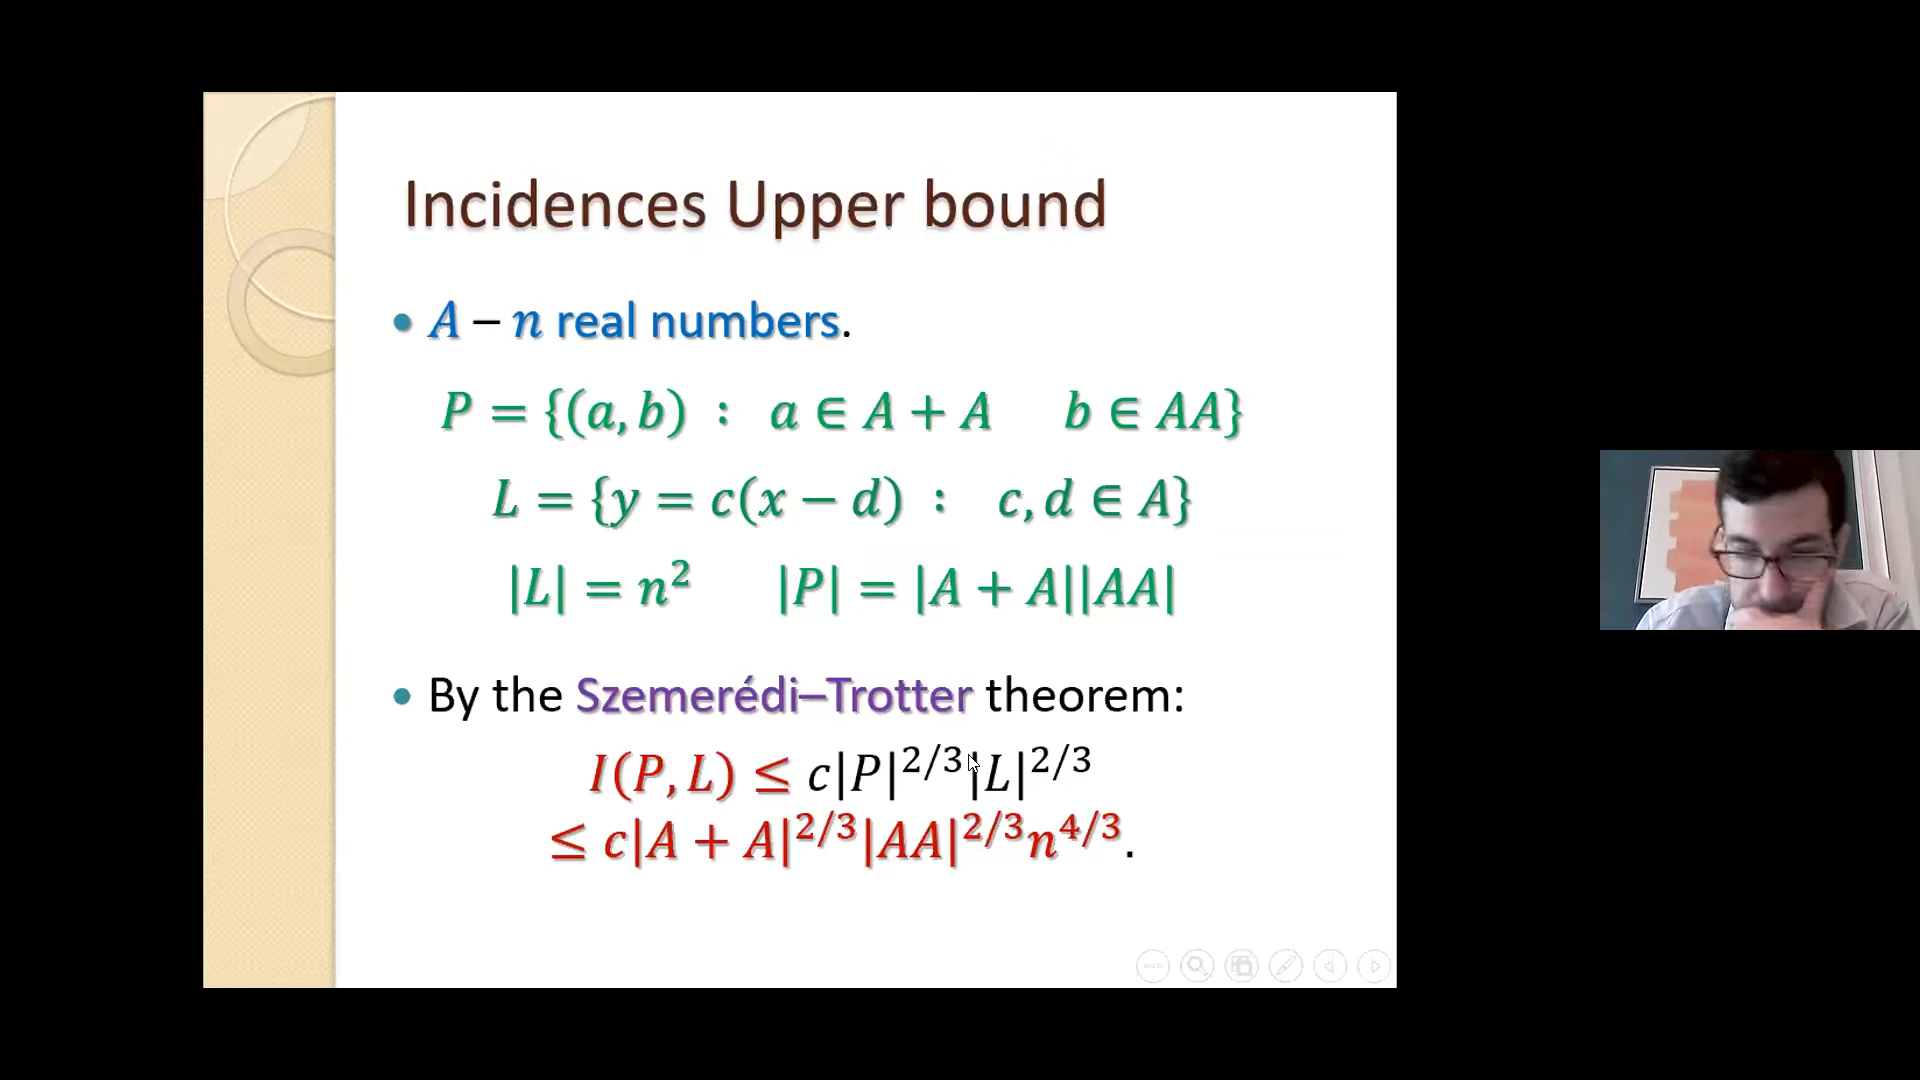 Incidences Upper bound
• A – n real numbers.
P = {(a, b) : a ∈ A + A b ∈ AA}
L = {y = c(x − d) : c, d ∈ A}
|L| = n² |P| = |A + A||AA|
• By the Szemerédi–Trotter theorem:
I(P, L) ≤ c|P|^{2/3}|L|^{2/3}
≤ c|A + A|^{2/3}|AA|^{2/3}n^{4/3}.